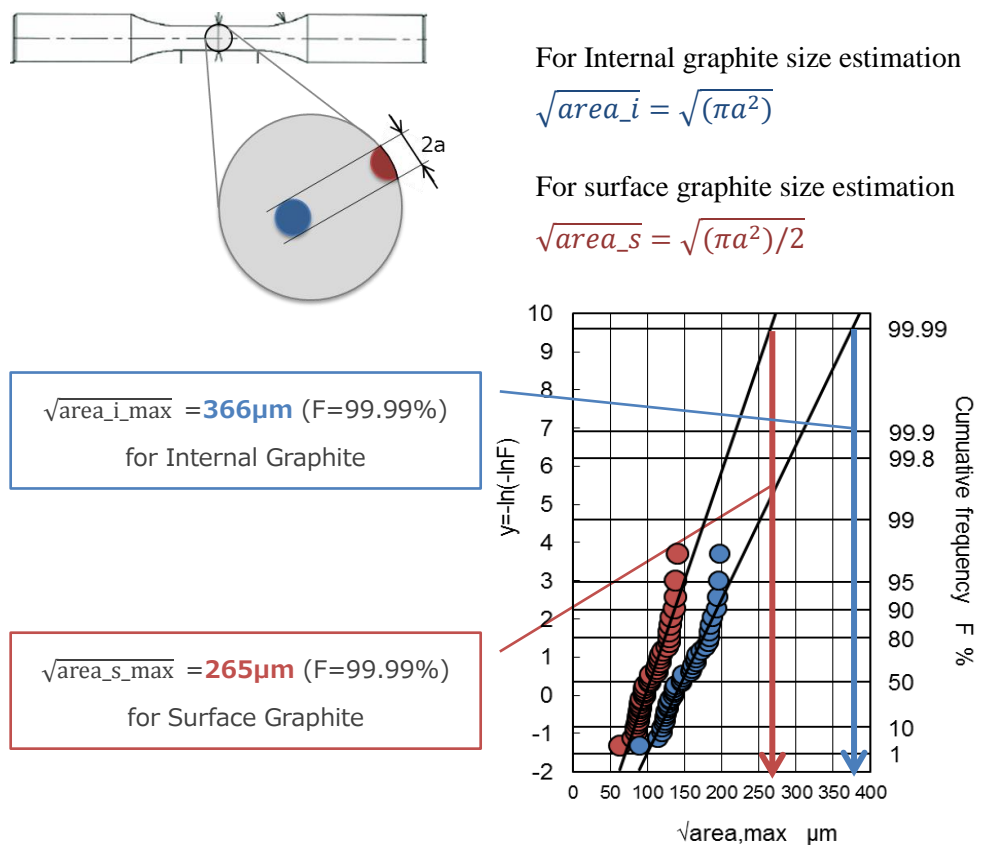 2a
For Internal graphite size estimation
√area_i = √(πa²)
For surface graphite size estimation
√area_s = √(πa²)/2
√area_i_max =366μm (F=99.99%)
for Internal Graphite
√area_s_max =265μm (F=99.99%)
for Surface Graphite
y=-ln(-lnF)
10
9
8
7
6
5
4
3
2
1
0
-1
-2
99.99
99.9
99.8
99
95
90
80
50
10
1
Cumuative frequency F %
0 50 100 150 200 250 300 350 400
√area,max μm